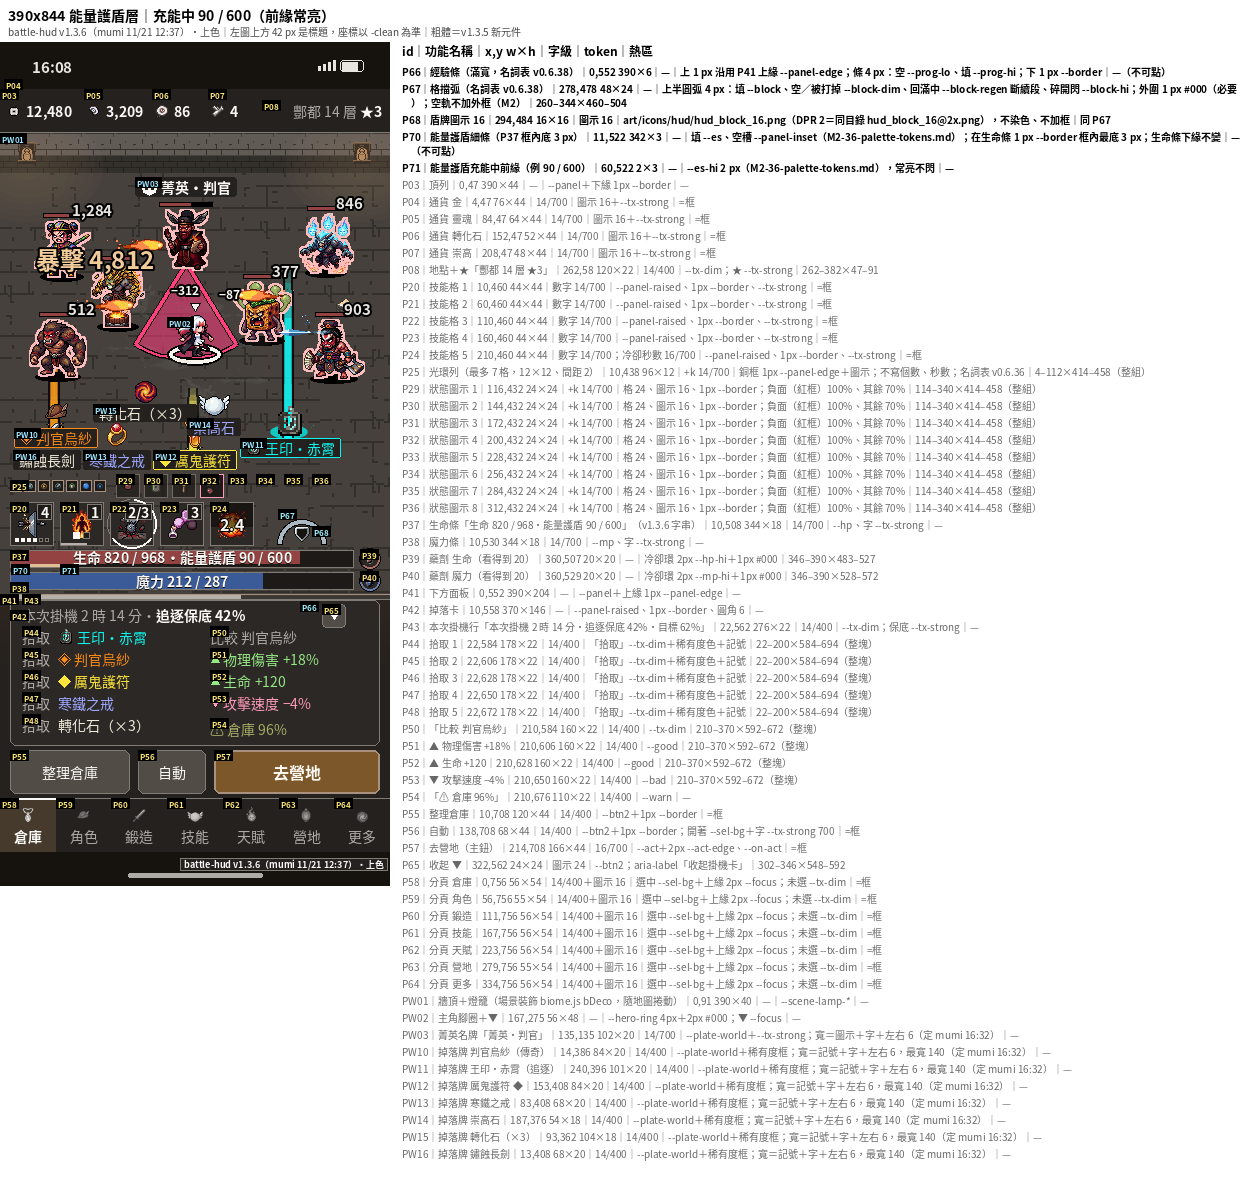 390x844 能量護盾層｜充能中 90 / 600（前緣常亮）
battle-hud v1.3.6（mumi 11/21 12:37）・上色｜左圖上方 42 px 是標題，座標以 -clean 為準｜粗體＝v1.3.5 新元件
16:08
P04
P03 12,480 P05 3,209 P06 86 P07 4 P08 酆都 14 層 ★3
PW01
PW03 菁英・判官
1,284
846
暴擊 4,812
377
−312
−87
512
PW02
903
PW15 轉化石（×3）
PW14 崇高石
PW10 判官烏紗
PW11 王印・赤霄
PW16 鏽蝕長劍 PW13 寒鐵之戒 PW12 ◆厲鬼護符
P25 P29 P30 P31 P32 P33 P34 P35 P36
P20 4 P21 1 P22 2/3 P23 3 P24 2.4 P67 P68
P37 生命 820 / 968・能量護盾 90 / 600 P39
P70 P71 魔力 212 / 287 P40
P38
P41 P43 P66 P65
P42 本次掛機 2 時 14 分・追逐保底 42% ▼
P44 拾取 王印・赤霄 P50 比較 判官烏紗
P45 拾取 ◈ 判官烏紗 P51 ▲物理傷害 +18%
P46 拾取 ◆ 厲鬼護符 P52 ▲生命 +120
P47 拾取 寒鐵之戒 P53 ▼攻擊速度 −4%
P48 拾取 轉化石（×3） P54 ⚠ 倉庫 96%
P55 整理倉庫 P56 自動 P57 去營地
P58 倉庫 P59 角色 P60 鍛造 P61 技能 P62 天賦 P63 營地 P64 更多
battle-hud v1.3.6（mumi 11/21 12:37）・上色
id｜功能名稱｜x,y w×h｜字級｜token｜熱區
P66｜經驗條（滿寬，名詞表 v0.6.38）｜0,552 390×6｜—｜上 1 px 沿用 P41 上緣 --panel-edge；條 4 px：空 --prog-lo、填 --prog-hi；下 1 px --border｜—（不可點）
P67｜格擋弧（名詞表 v0.6.38）｜278,478 48×24｜—｜上半圓弧 4 px：填 --block、空／被打掉 --block-dim、回滿中 --block-regen 斷續段、碎開閃 --block-hi；外圍 1 px #000（必要
）；空軌不加外框（M2）｜260–344×460–504
P68｜盾牌圖示 16｜294,484 16×16｜圖示 16｜art/icons/hud/hud_block_16.png（DPR 2＝同目錄 hud_block_16@2x.png），不染色、不加框｜同 P67
P70｜能量護盾細條（P37 框內底 3 px）｜11,522 342×3｜—｜填 --es、空槽 --panel-inset（M2-36-palette-tokens.md）；在生命條 1 px --border 框內最底 3 px；生命條下緣不變｜—
（不可點）
P71｜能量護盾充能中前緣（例 90 / 600）｜60,522 2×3｜—｜--es-hi 2 px（M2-36-palette-tokens.md），常亮不閃｜—
P03｜頂列｜0,47 390×44｜—｜--panel＋下緣 1px --border｜—
P04｜通貨 金｜4,47 76×44｜14/700｜圖示 16＋--tx-strong｜=框
P05｜通貨 靈魂｜84,47 64×44｜14/700｜圖示 16＋--tx-strong｜=框
P06｜通貨 轉化石｜152,47 52×44｜14/700｜圖示 16＋--tx-strong｜=框
P07｜通貨 崇高｜208,47 48×44｜14/700｜圖示 16＋--tx-strong｜=框
P08｜地點＋★「酆都 14 層 ★3」｜262,58 120×22｜14/400｜--tx-dim；★ --tx-strong｜262–382×47–91
P20｜技能格 1｜10,460 44×44｜數字 14/700｜--panel-raised、1px --border、--tx-strong｜=框
P21｜技能格 2｜60,460 44×44｜數字 14/700｜--panel-raised、1px --border、--tx-strong｜=框
P22｜技能格 3｜110,460 44×44｜數字 14/700｜--panel-raised、1px --border、--tx-strong｜=框
P23｜技能格 4｜160,460 44×44｜數字 14/700｜--panel-raised、1px --border、--tx-strong｜=框
P24｜技能格 5｜210,460 44×44｜數字 14/700；冷卻秒數 16/700｜--panel-raised、1px --border、--tx-strong｜=框
P25｜光環列（最多 7 格，12×12、間距 2）｜10,438 96×12｜+k 14/700｜銅框 1px --panel-edge＋圖示；不寫個數、秒數；名詞表 v0.6.36｜4–112×414–458（整組）
P29｜狀態圖示 1｜116,432 24×24｜+k 14/700｜格 24、圖示 16、1px --border；負面（紅框）100%、其餘 70%｜114–340×414–458（整組）
P30｜狀態圖示 2｜144,432 24×24｜+k 14/700｜格 24、圖示 16、1px --border；負面（紅框）100%、其餘 70%｜114–340×414–458（整組）
P31｜狀態圖示 3｜172,432 24×24｜+k 14/700｜格 24、圖示 16、1px --border；負面（紅框）100%、其餘 70%｜114–340×414–458（整組）
P32｜狀態圖示 4｜200,432 24×24｜+k 14/700｜格 24、圖示 16、1px --border；負面（紅框）100%、其餘 70%｜114–340×414–458（整組）
P33｜狀態圖示 5｜228,432 24×24｜+k 14/700｜格 24、圖示 16、1px --border；負面（紅框）100%、其餘 70%｜114–340×414–458（整組）
P34｜狀態圖示 6｜256,432 24×24｜+k 14/700｜格 24、圖示 16、1px --border；負面（紅框）100%、其餘 70%｜114–340×414–458（整組）
P35｜狀態圖示 7｜284,432 24×24｜+k 14/700｜格 24、圖示 16、1px --border；負面（紅框）100%、其餘 70%｜114–340×414–458（整組）
P36｜狀態圖示 8｜312,432 24×24｜+k 14/700｜格 24、圖示 16、1px --border；負面（紅框）100%、其餘 70%｜114–340×414–458（整組）
P37｜生命條「生命 820 / 968・能量護盾 90 / 600」（v1.3.6 字串）｜10,508 344×18｜14/700｜--hp、字 --tx-strong｜—
P38｜魔力條｜10,530 344×18｜14/700｜--mp、字 --tx-strong｜—
P39｜藥劑 生命（看得到 20）｜360,507 20×20｜—｜冷卻環 2px --hp-hi＋1px #000｜346–390×483–527
P40｜藥劑 魔力（看得到 20）｜360,529 20×20｜—｜冷卻環 2px --mp-hi＋1px #000｜346–390×528–572
P41｜下方面板｜0,552 390×204｜—｜--panel＋上緣 1px --panel-edge｜—
P42｜掉落卡｜10,558 370×146｜—｜--panel-raised、1px --border、圓角 6｜—
P43｜本次掛機行「本次掛機 2 時 14 分・追逐保底 42%・目標 62%」｜22,562 276×22｜14/400｜--tx-dim；保底 --tx-strong｜—
P44｜拾取 1｜22,584 178×22｜14/400｜「拾取」--tx-dim＋稀有度色＋記號｜22–200×584–694（整塊）
P45｜拾取 2｜22,606 178×22｜14/400｜「拾取」--tx-dim＋稀有度色＋記號｜22–200×584–694（整塊）
P46｜拾取 3｜22,628 178×22｜14/400｜「拾取」--tx-dim＋稀有度色＋記號｜22–200×584–694（整塊）
P47｜拾取 4｜22,650 178×22｜14/400｜「拾取」--tx-dim＋稀有度色＋記號｜22–200×584–694（整塊）
P48｜拾取 5｜22,672 178×22｜14/400｜「拾取」--tx-dim＋稀有度色＋記號｜22–200×584–694（整塊）
P50｜「比較 判官烏紗」｜210,584 160×22｜14/400｜--tx-dim｜210–370×592–672（整塊）
P51｜▲ 物理傷害 +18%｜210,606 160×22｜14/400｜--good｜210–370×592–672（整塊）
P52｜▲ 生命 +120｜210,628 160×22｜14/400｜--good｜210–370×592–672（整塊）
P53｜▼ 攻擊速度 −4%｜210,650 160×22｜14/400｜--bad｜210–370×592–672（整塊）
P54｜「⚠ 倉庫 96%」｜210,676 110×22｜14/400｜--warn｜—
P55｜整理倉庫｜10,708 120×44｜14/400｜--btn2＋1px --border｜=框
P56｜自動｜138,708 68×44｜14/400｜--btn2＋1px --border；開著 --sel-bg＋字 --tx-strong 700｜=框
P57｜去營地（主鈕）｜214,708 166×44｜16/700｜--act＋2px --act-edge、--on-act｜=框
P65｜收起 ▼｜322,562 24×24｜圖示 24｜--btn2；aria-label「收起掛機卡」｜302–346×548–592
P58｜分頁 倉庫｜0,756 56×54｜14/400＋圖示 16｜選中 --sel-bg＋上緣 2px --focus；未選 --tx-dim｜=框
P59｜分頁 角色｜56,756 55×54｜14/400＋圖示 16｜選中 --sel-bg＋上緣 2px --focus；未選 --tx-dim｜=框
P60｜分頁 鍛造｜111,756 56×54｜14/400＋圖示 16｜選中 --sel-bg＋上緣 2px --focus；未選 --tx-dim｜=框
P61｜分頁 技能｜167,756 56×54｜14/400＋圖示 16｜選中 --sel-bg＋上緣 2px --focus；未選 --tx-dim｜=框
P62｜分頁 天賦｜223,756 56×54｜14/400＋圖示 16｜選中 --sel-bg＋上緣 2px --focus；未選 --tx-dim｜=框
P63｜分頁 營地｜279,756 55×54｜14/400＋圖示 16｜選中 --sel-bg＋上緣 2px --focus；未選 --tx-dim｜=框
P64｜分頁 更多｜334,756 56×54｜14/400＋圖示 16｜選中 --sel-bg＋上緣 2px --focus；未選 --tx-dim｜=框
PW01｜牆頂＋燈籠（場景裝飾 biome.js bDeco，隨地圖捲動）｜0,91 390×40｜—｜--scene-lamp-*｜—
PW02｜主角腳圈＋▼｜167,275 56×48｜—｜--hero-ring 4px＋2px #000；▼ --focus｜—
PW03｜菁英名牌「菁英・判官」｜135,135 102×20｜14/700｜--plate-world＋--tx-strong；寬＝圖示＋字＋左右 6（定 mumi 16:32）｜—
PW10｜掉落牌 判官烏紗（傳奇）｜14,386 84×20｜14/400｜--plate-world＋稀有度框；寬＝記號＋字＋左右 6，最寬 140（定 mumi 16:32）｜—
PW11｜掉落牌 王印・赤霄（追逐）｜240,396 101×20｜14/400｜--plate-world＋稀有度框；寬＝記號＋字＋左右 6，最寬 140（定 mumi 16:32）｜—
PW12｜掉落牌 厲鬼護符 ◆｜153,408 84×20｜14/400｜--plate-world＋稀有度框；寬＝記號＋字＋左右 6，最寬 140（定 mumi 16:32）｜—
PW13｜掉落牌 寒鐵之戒｜83,408 68×20｜14/400｜--plate-world＋稀有度框；寬＝記號＋字＋左右 6，最寬 140（定 mumi 16:32）｜—
PW14｜掉落牌 崇高石｜187,376 54×18｜14/400｜--plate-world＋稀有度框；寬＝記號＋字＋左右 6，最寬 140（定 mumi 16:32）｜—
PW15｜掉落牌 轉化石（×3）｜93,362 104×18｜14/400｜--plate-world＋稀有度框；寬＝記號＋字＋左右 6，最寬 140（定 mumi 16:32）｜—
PW16｜掉落牌 鏽蝕長劍｜13,408 68×20｜14/400｜--plate-world＋稀有度框；寬＝記號＋字＋左右 6，最寬 140（定 mumi 16:32）｜—